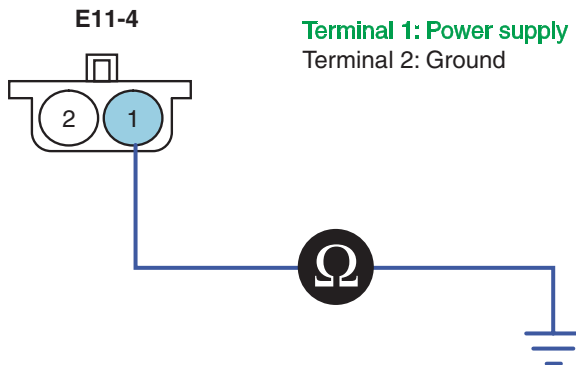 E11-4
Terminal 1: Power supply
Terminal 2: Ground
2 1
Ω